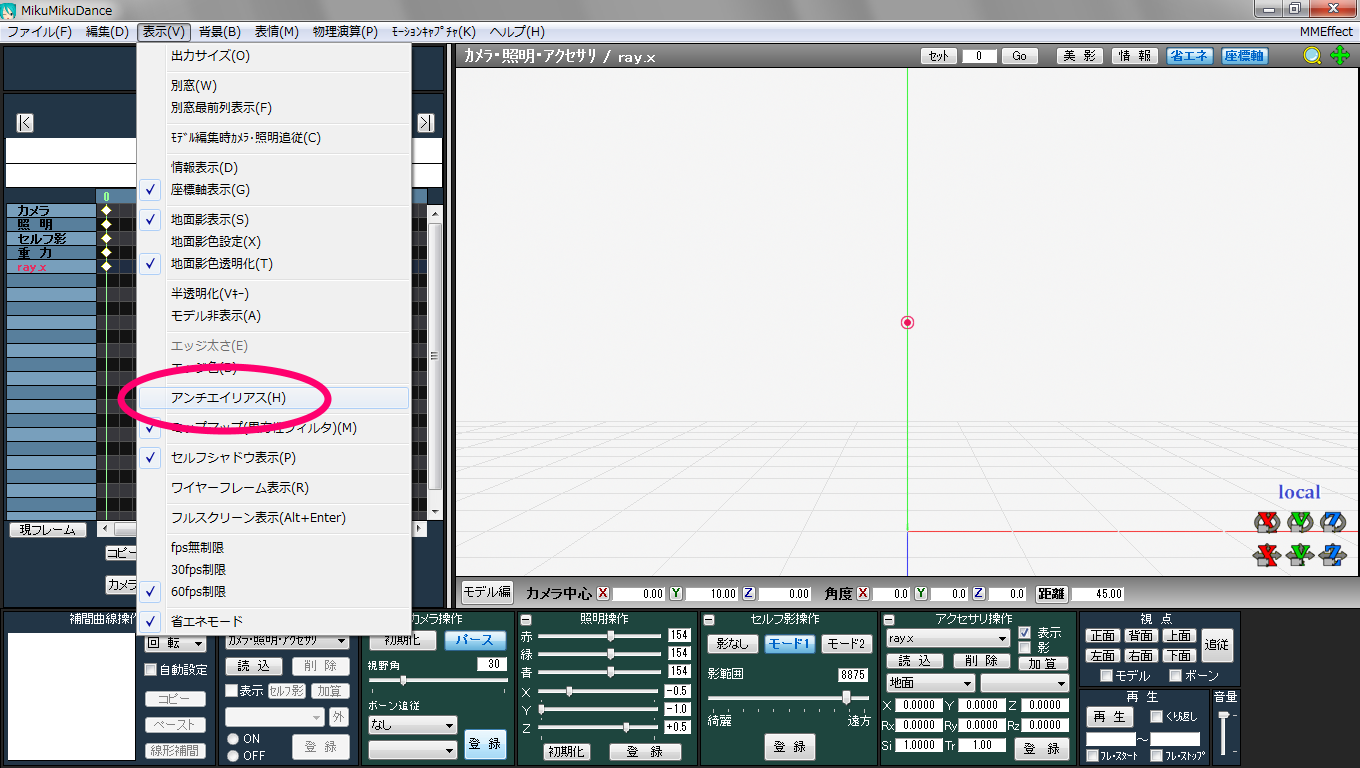 MikuMikuDance
ファイル(F) 編集(D) 表示(V) 背景(B) 表情(M) 物理演算(P) ﾓｰｼｮﾝｷｬﾌﾟﾁｬ(K) ヘルプ(H) MMEffect
出力サイズ(O)
別窓(W)
別窓最前列表示(F)
ﾓﾃﾞﾙ編集時ｶﾒﾗ･照明追従(C)
情報表示(D)
座標軸表示(G)
地面影表示(S)
地面影色設定(X)
地面影色透明化(T)
半透明化(Vｷｰ)
モデル非表示(A)
エッジ太さ(E)
アンチエイリアス(H)
セルフシャドウ表示(P)
ワイヤーフレーム表示(R)
フルスクリーン表示(Alt+Enter)
fps無制限
30fps制限
60fps制限
省エネモード
0
カメラ
照 明
セルフ影
重 力
ray.x
現フレーム
コピー
カメラ
ｶﾒﾗ･照明･ｱｸｾｻﾘ / ray.x セット 0 Go 美 影 情 報 省エネ 座標軸
local
X Y Z
X Y Z
モデル編 カメラ中心 X 0.00 Y 10.00 Z 0.00 角度 X 0.0 Y 0.0 Z 0.0 距離 45.00
補間曲線操作
回 転
自動設定
コピー
ペースト
線形補間
ｶﾒﾗ･照明･ｱｸｾｻﾘ
読 込 削 除
表示 ｾﾙﾌ影 加算
外
ON
OFF
登 録
カメラ操作
初期化 パース
視野角 30
ボーン追従
なし
登 録
照明操作
赤 154
緑 154
青 154
X -0.5
Y -1.0
Z +0.5
初期化 登 録
セルフ影操作
影なし モード1 モード2
影範囲 8875
綺麗 遠方
登 録
アクセサリ操作
ray.x 表示
影
読 込 削 除 加 算
地面
X 0.0000 Y 0.0000 Z 0.0000
Rx 0.0000 Ry 0.0000 Rz 0.0000
Si 1.0000 Tr 1.00 登 録
視 点
正面 背面 上面 追従
左面 右面 下面
モデル ボーン
再 生
再 生 くり返し
～
ﾌﾚ･ｽﾀｰﾄ ﾌﾚ･ｽﾄｯﾌﾟ
音量